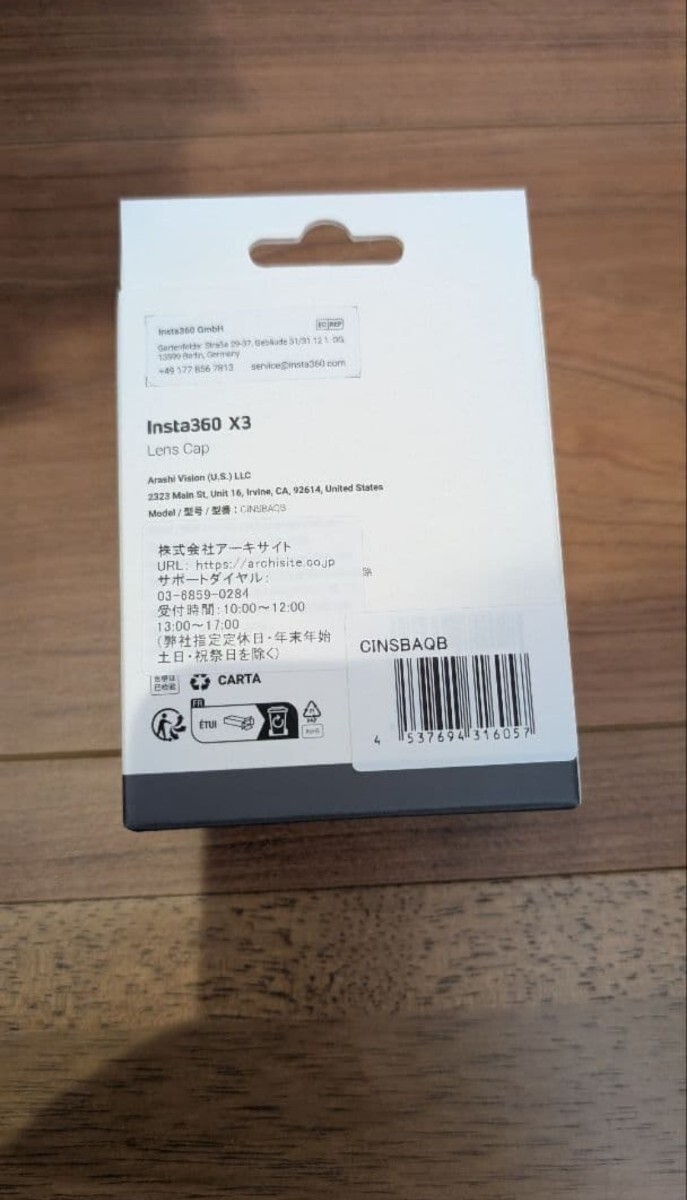 Insta360 GmbH
EC REP
Gartenfelder Straße 29-37, Gebäude 31/31.12 1. OG,
13599 Berlin, Germany
+49 177 856 7813 service@insta360.com
Insta360 X3
Lens Cap
Arashi Vision (U.S.) LLC
2323 Main St, Unit 16, Irvine, CA, 92614, United States
Model / 型号 / 型番：CINSBAQB
株式会社アーキサイト
URL: https://archisite.co.jp
サポートダイヤル:
03-6859-0284
受付時間:10:00～12:00
13:00～17:00
(弊社指定定休日・年末年始
土日・祝祭日を除く)
CINSBAQB
4 537694 316057
CARTA
FR
ÉTUI